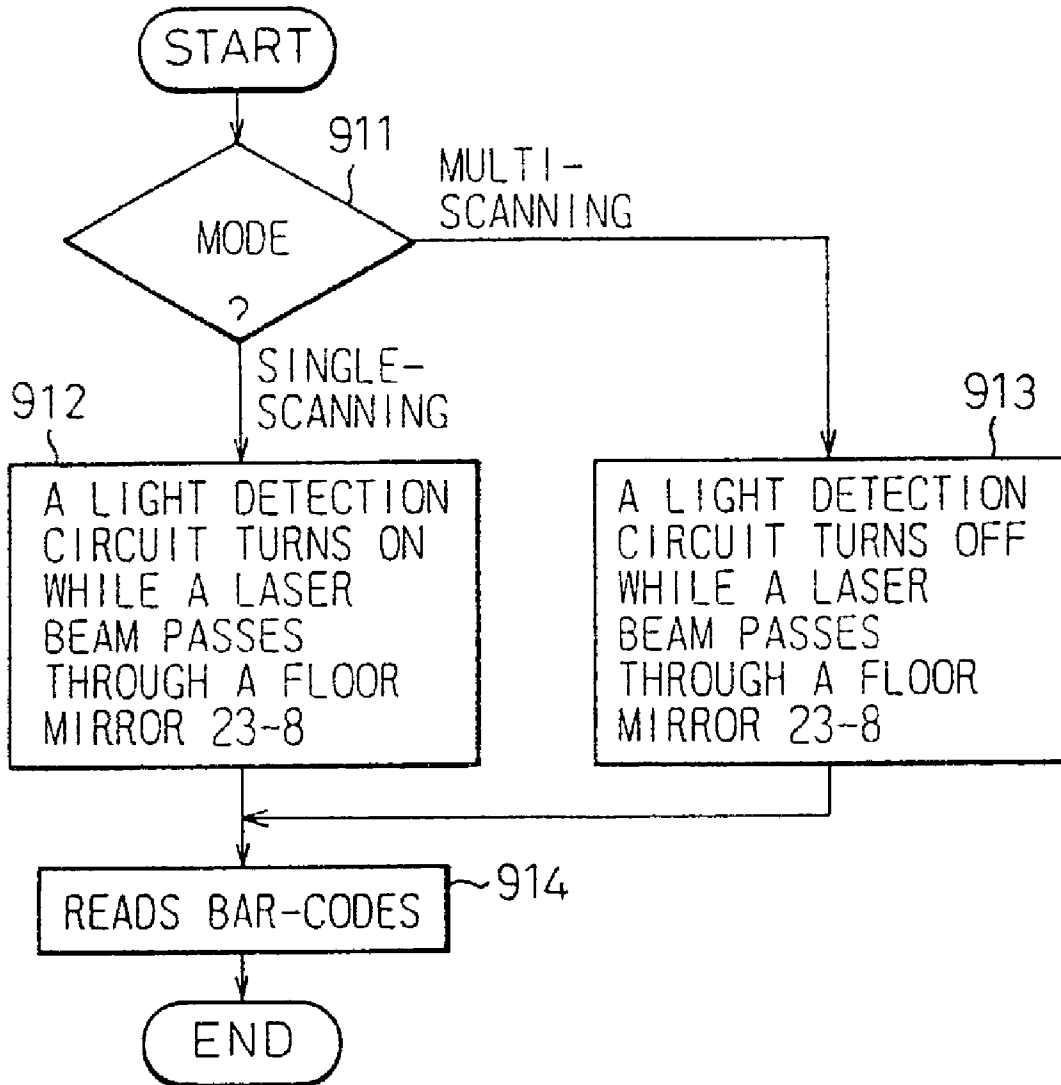 START
911
MODE
?
MULTI-
SCANNING
SINGLE-
SCANNING
912
A LIGHT DETECTION
CIRCUIT TURNS ON
WHILE A LASER
BEAM PASSES
THROUGH A FLOOR
MIRROR 23-8
913
A LIGHT DETECTION
CIRCUIT TURNS OFF
WHILE A LASER
BEAM PASSES
THROUGH A FLOOR
MIRROR 23-8
READS BAR-CODES
914
END